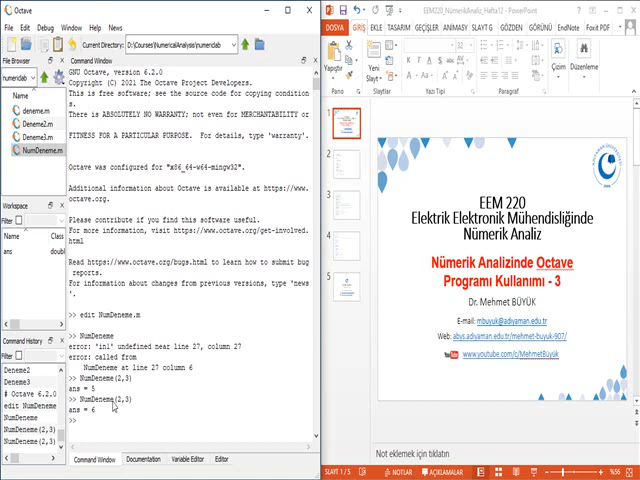 Octave
File Edit Debug Window Help News
Current Directory: D:\Courses\NumericalAnalysis\numericlab
File Browser
numericlab
Name
deneme.m
Deneme2.m
Deneme3.m
NumDeneme.m
Workspace
Filter
Name Class
ans doubl
Command History
Filter
Deneme2
Deneme3
# Octave 6.2.0
edit NumDeneme
NumDeneme
NumDeneme(2,3)
NumDeneme(2,3)
Command Window
GNU Octave, version 6.2.0
Copyright (C) 2021 The Octave Project Developers.
This is free software; see the source code for copying condition
s.
There is ABSOLUTELY NO WARRANTY; not even for MERCHANTABILITY or
FITNESS FOR A PARTICULAR PURPOSE. For details, type 'warranty'.
Octave was configured for "x86_64-w64-mingw32".
Additional information about Octave is available at https://www.
octave.org.
Please contribute if you find this software useful.
For more information, visit https://www.octave.org/get-involved.
html
Read https://www.octave.org/bugs.html to learn how to submit bug
reports.
For information about changes from previous versions, type 'news
'.
>> edit NumDeneme.m
>> NumDeneme
error: 'in1' undefined near line 27, column 27
error: called from
NumDeneme at line 27 column 6
>> NumDeneme(2,3)
ans = 5
>> NumDeneme(2,3)
ans = 6
>>
Command Window Documentation Variable Editor Editor
EEM220_NümerikAnaliz_Hafta12 - PowerPoint
DOSYA GİRİŞ EKLE TASARIM GEÇİŞLER ANİMASY SLAYT G GÖZDEN GÖRÜNÜ EndNote Foxit PDF
Yapıştır
Yeni
Slayt
32
Çizim
Düzenleme
Pano
Slaytlar
Yazı Tipi
Paragraf
1
2
3
4
5
EEM 220
Elektrik Elektronik Mühendisliğinde
Nümerik Analiz
Nümerik Analizinde Octave
Programı Kullanımı - 3
Dr. Mehmet BÜYÜK
E-mail: mbuyuk@adiyaman.edu.tr
Web: abys.adiyaman.edu.tr/mehmet-buyuk-907/
YouTube www.youtube.com/c/MehmetBüyük
Not eklemek için tıklatın
SLAYT 1 / 5 NOTLAR AÇIKLAMALAR %56